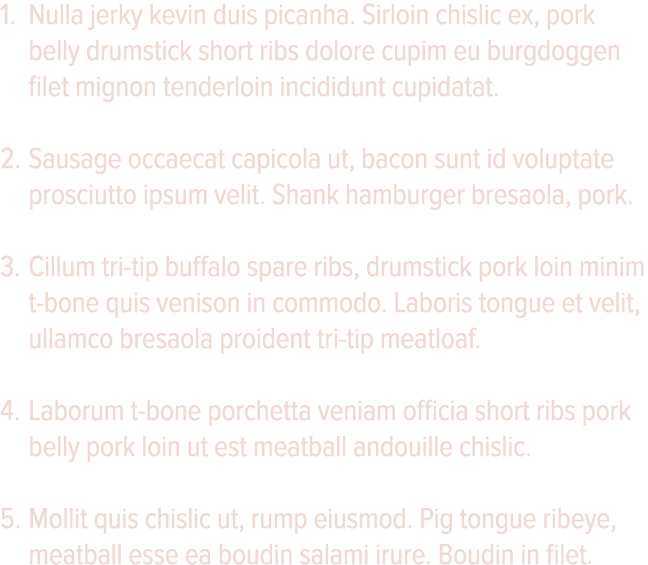 1. Nulla jerky kevin duis picanha. Sirloin chislic ex, pork
belly drumstick short ribs dolore cupim eu burgdoggen
filet mignon tenderloin incididunt cupidatat.
2. Sausage occaecat capicola ut, bacon sunt id voluptate
prosciutto ipsum velit. Shank hamburger bresaola, pork.
3. Cillum tri-tip buffalo spare ribs, drumstick pork loin minim
t-bone quis venison in commodo. Laboris tongue et velit,
ullamco bresaola proident tri-tip meatloaf.
4. Laborum t-bone porchetta veniam officia short ribs pork
belly pork loin ut est meatball andouille chislic.
5. Mollit quis chislic ut, rump eiusmod. Pig tongue ribeye,
meatball esse ea boudin salami irure. Boudin in filet.